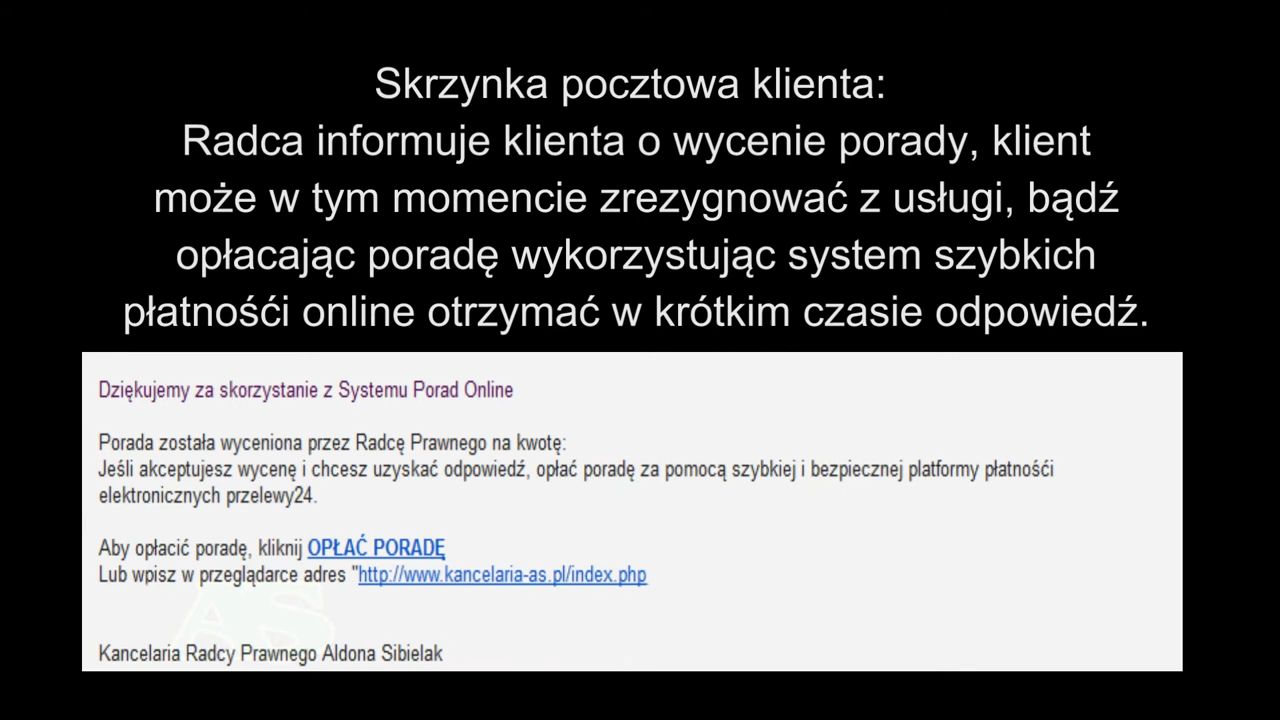 Skrzynka pocztowa klienta:
Radca informuje klienta o wycenie porady, klient
może w tym momencie zrezygnować z usługi, bądź
opłacając poradę wykorzystując system szybkich
płatnośći online otrzymać w krótkim czasie odpowiedź.
Dziękujemy za skorzystanie z Systemu Porad Online
Porada została wyceniona przez Radcę Prawnego na kwotę:
Jeśli akceptujesz wycenę i chcesz uzyskać odpowiedź, opłać poradę za pomocą szybkiej i bezpiecznej platformy płatnośći
elektronicznych przelewy24.
Aby opłacić poradę, kliknij OPŁAĆ PORADĘ
Lub wpisz w przeglądarce adres "http://www.kancelaria-as.pl/index.php
AS
Kancelaria Radcy Prawnego Aldona Sibielak